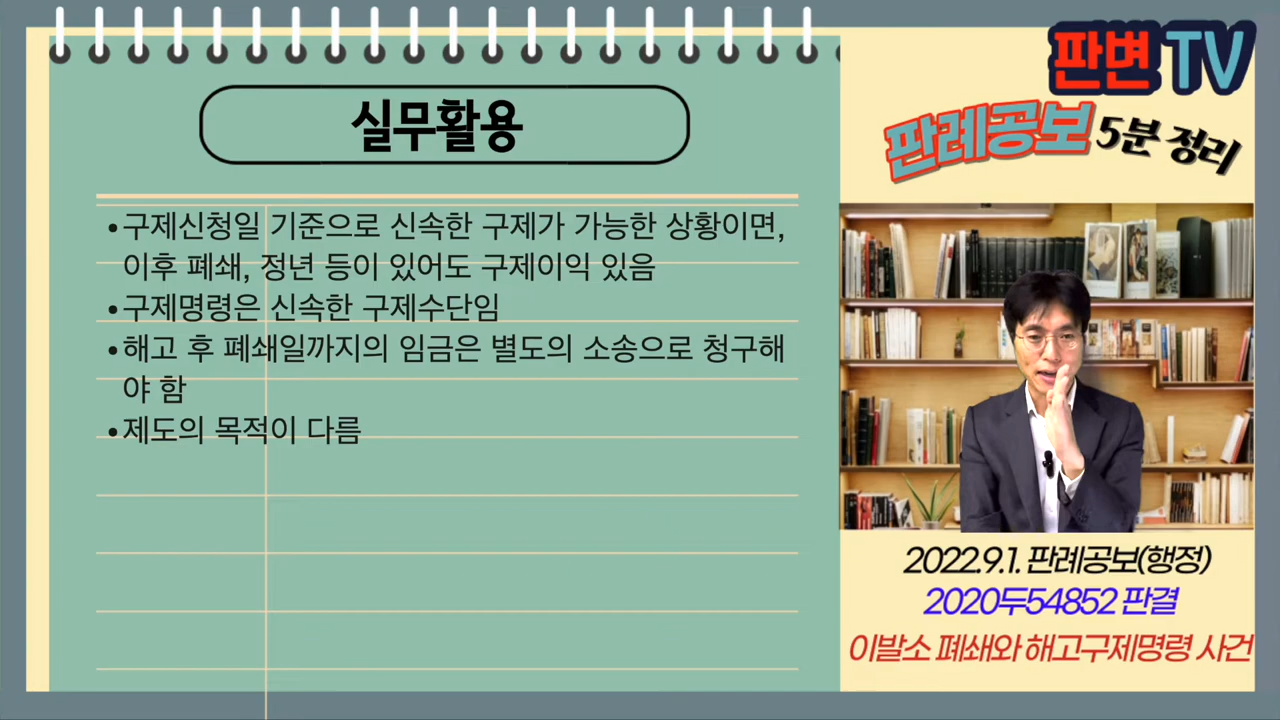 실무활용
•구제신청일 기준으로 신속한 구제가 가능한 상황이면,
이후 폐쇄, 정년 등이 있어도 구제이익 있음
•구제명령은 신속한 구제수단임
•해고 후 폐쇄일까지의 임금은 별도의 소송으로 청구해
야 함
•제도의 목적이 다름
판변 TV
판례공보 5분 정리
2022.9.1. 판례공보(행정)
2020두54852 판결
이발소 폐쇄와 해고구제명령 사건